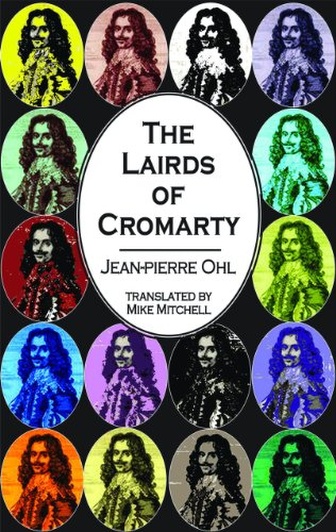 THE
LAIRDS
OF
CROMARTY
JEAN-PIERRE OHL
TRANSLATED BY
MIKE MITCHELL